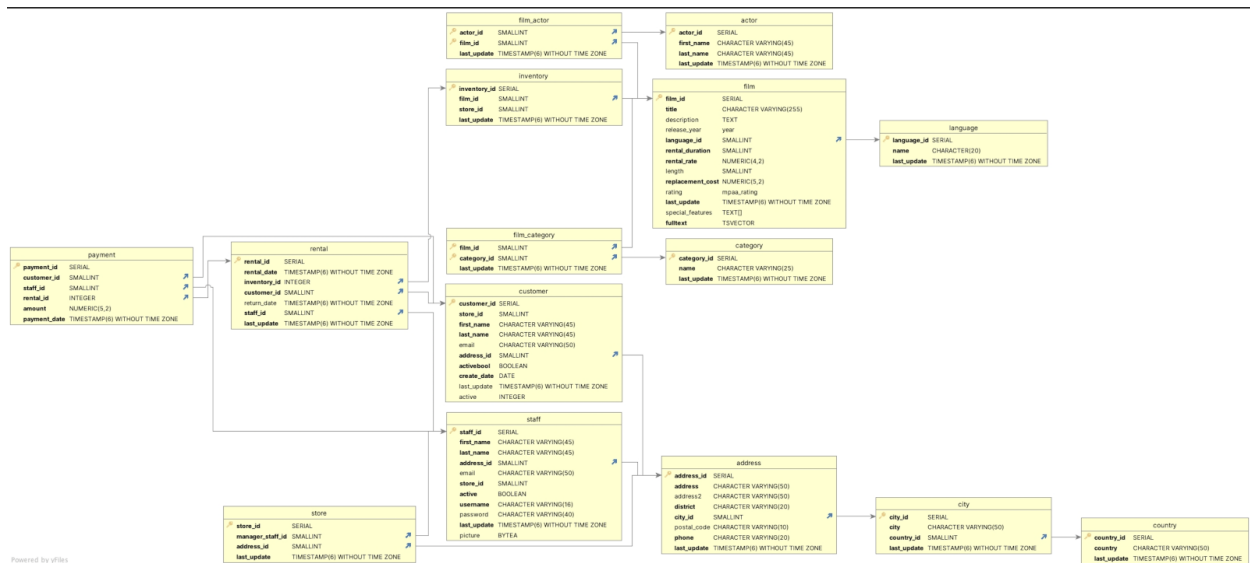 film_actor
actor_id SMALLINT
film_id SMALLINT
last_update TIMESTAMP(6) WITHOUT TIME ZONE
actor
actor_id SERIAL
first_name CHARACTER VARYING(45)
last_name CHARACTER VARYING(45)
last_update TIMESTAMP(6) WITHOUT TIME ZONE
inventory
inventory_id SERIAL
film_id SMALLINT
store_id SMALLINT
last_update TIMESTAMP(6) WITHOUT TIME ZONE
film
film_id SERIAL
title CHARACTER VARYING(255)
description TEXT
release_year year
language_id SMALLINT
rental_duration SMALLINT
rental_rate NUMERIC(4,2)
length SMALLINT
replacement_cost NUMERIC(5,2)
rating mpaa_rating
last_update TIMESTAMP(6) WITHOUT TIME ZONE
special_features TEXT[]
fulltext TSVECTOR
language
language_id SERIAL
name CHARACTER(20)
last_update TIMESTAMP(6) WITHOUT TIME ZONE
film_category
film_id SMALLINT
category_id SMALLINT
last_update TIMESTAMP(6) WITHOUT TIME ZONE
category
category_id SERIAL
name CHARACTER VARYING(25)
last_update TIMESTAMP(6) WITHOUT TIME ZONE
payment
payment_id SERIAL
customer_id SMALLINT
staff_id SMALLINT
rental_id INTEGER
amount NUMERIC(5,2)
payment_date TIMESTAMP(6) WITHOUT TIME ZONE
rental
rental_id SERIAL
rental_date TIMESTAMP(6) WITHOUT TIME ZONE
inventory_id INTEGER
customer_id SMALLINT
return_date TIMESTAMP(6) WITHOUT TIME ZONE
staff_id SMALLINT
last_update TIMESTAMP(6) WITHOUT TIME ZONE
customer
customer_id SERIAL
store_id SMALLINT
first_name CHARACTER VARYING(45)
last_name CHARACTER VARYING(45)
email CHARACTER VARYING(50)
address_id SMALLINT
activebool BOOLEAN
create_date DATE
last_update TIMESTAMP(6) WITHOUT TIME ZONE
active INTEGER
staff
staff_id SERIAL
first_name CHARACTER VARYING(45)
last_name CHARACTER VARYING(45)
address_id SMALLINT
email CHARACTER VARYING(50)
store_id SMALLINT
active BOOLEAN
username CHARACTER VARYING(16)
password CHARACTER VARYING(40)
last_update TIMESTAMP(6) WITHOUT TIME ZONE
picture BYTEA
address
address_id SERIAL
address CHARACTER VARYING(50)
address2 CHARACTER VARYING(50)
district CHARACTER VARYING(20)
city_id SMALLINT
postal_code CHARACTER VARYING(10)
phone CHARACTER VARYING(20)
last_update TIMESTAMP(6) WITHOUT TIME ZONE
store
store_id SERIAL
manager_staff_id SMALLINT
address_id SMALLINT
last_update TIMESTAMP(6) WITHOUT TIME ZONE
city
city_id SERIAL
city CHARACTER VARYING(50)
country_id SMALLINT
last_update TIMESTAMP(6) WITHOUT TIME ZONE
country
country_id SERIAL
country CHARACTER VARYING(50)
last_update TIMESTAMP(6) WITHOUT TIME ZONE
Powered by yFiles